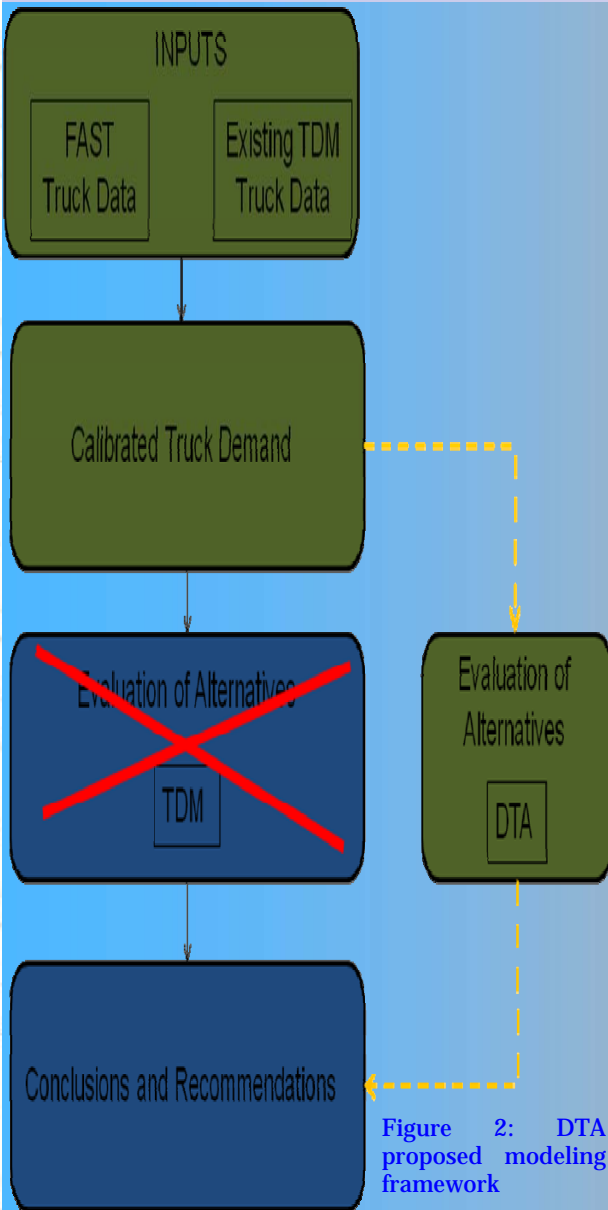 INPUTS
FAST
Truck Data
Existing TDM
Truck Data
Calibrated Truck Demand
Evaluation of Alternatives
TDM
Evaluation of
Alternatives
DTA
Conclusions and Recommendations
Figure 2: DTA
proposed modeling
framework